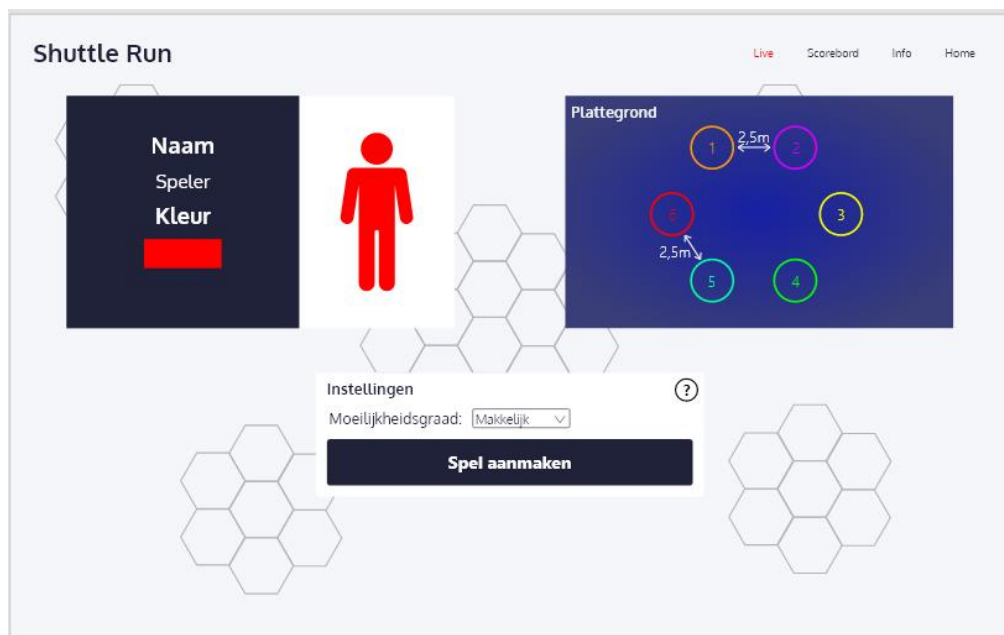 Shuttle Run
Live Scorebord Info Home
Naam
Speler
Kleur
Plattegrond
1 2,5m 2
6 3
2,5m
5 4
Instellingen ?
Moeilijkheidsgraad: Makkelijk
Spel aanmaken